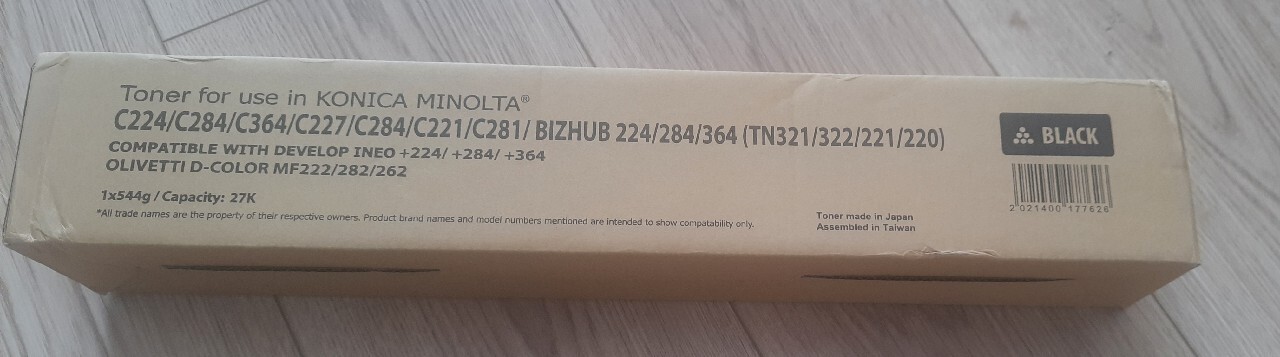 Toner for use in KONICA MINOLTA®
C224/C284/C364/C227/C284/C221/C281/ BIZHUB 224/284/364 (TN321/322/221/220)
COMPATIBLE WITH DEVELOP INEO +224/ +284/ +364
OLIVETTI D-COLOR MF222/282/262
1x544g / Capacity: 27K
*All trade names are the property of their respective owners. Product brand names and model numbers mentioned are intended to show compatability only.
Toner made in Japan
Assembled in Taiwan
BLACK
2 021400 177626